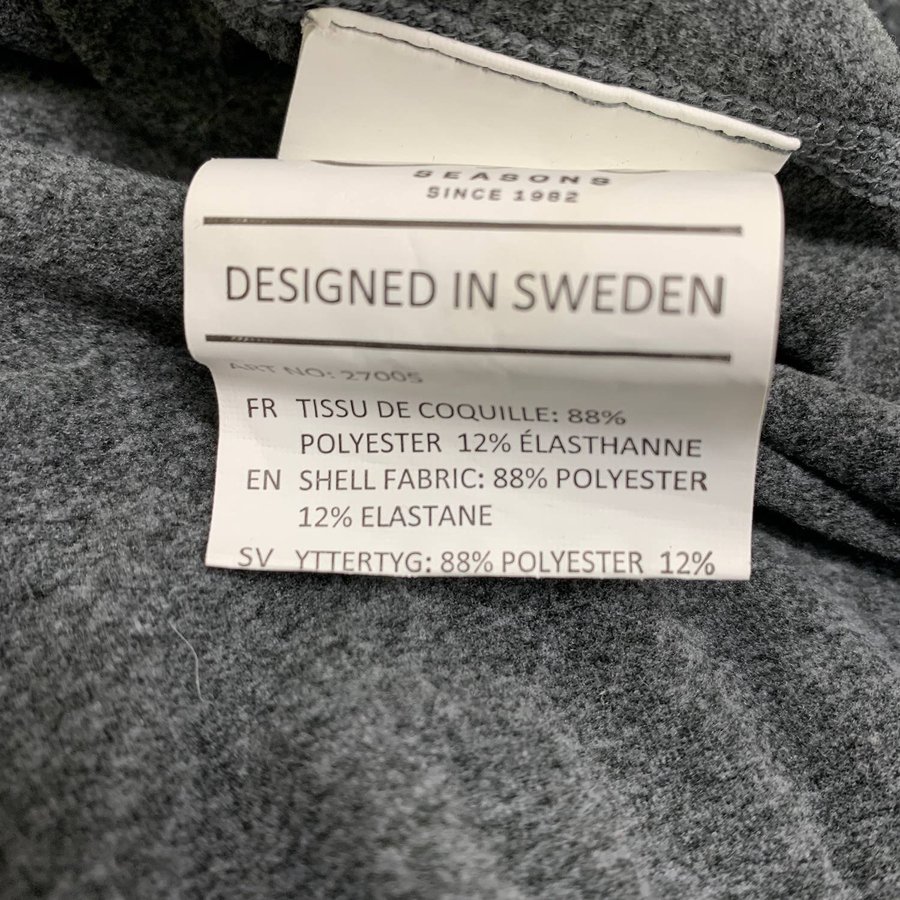 SEASONS
SINCE 1982
DESIGNED IN SWEDEN
ART NO: 27005
FR TISSU DE COQUILLE: 88%
POLYESTER 12% ÉLASTHANNE
EN SHELL FABRIC: 88% POLYESTER
12% ELASTANE
SV YTTERTYG: 88% POLYESTER 12%